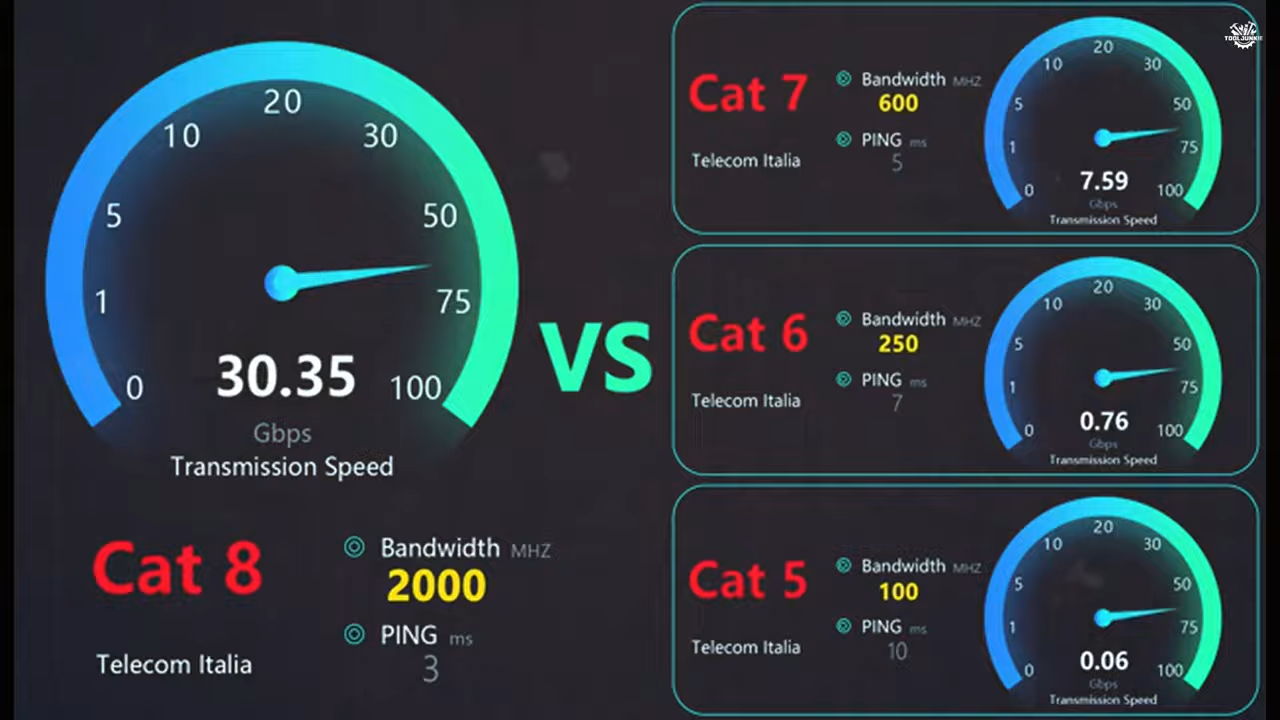 20
10
30
5
50
1
75
0
30.35
100
Gbps
Transmission Speed
Cat 8
Telecom Italia
Bandwidth MHZ
2000
PING ms
3
VS
Cat 7
Telecom Italia
Bandwidth MHZ
600
PING ms
5
20
10
30
5
50
1
75
0
7.59
100
Gbps
Transmission Speed
Cat 6
Telecom Italia
Bandwidth MHZ
250
PING ms
7
20
10
30
5
50
1
75
0
0.76
100
Gbps
Transmission Speed
Cat 5
Telecom Italia
Bandwidth MHZ
100
PING ms
10
20
10
30
5
50
1
75
0
0.06
100
Gbps
Transmission Speed
TOOLJUNKIE